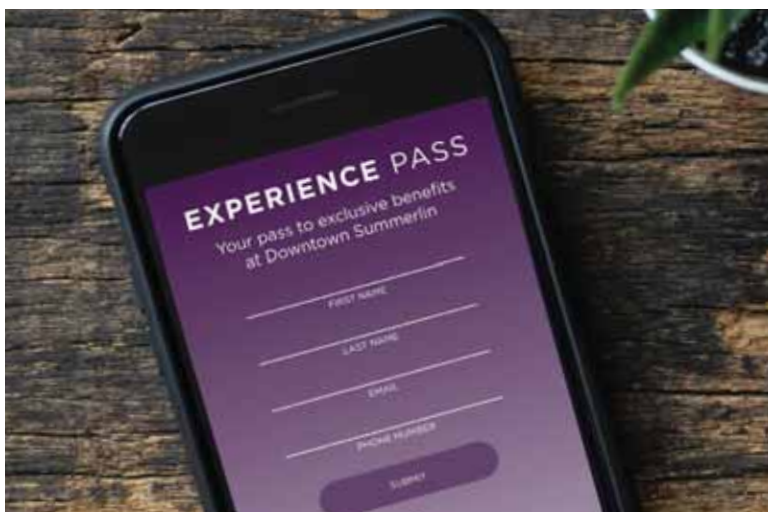 EXPERIENCE PASS
Your pass to exclusive benefits
at Downtown Summerlin
FIRST NAME
LAST NAME
EMAIL
PHONE NUMBER
SUBMIT